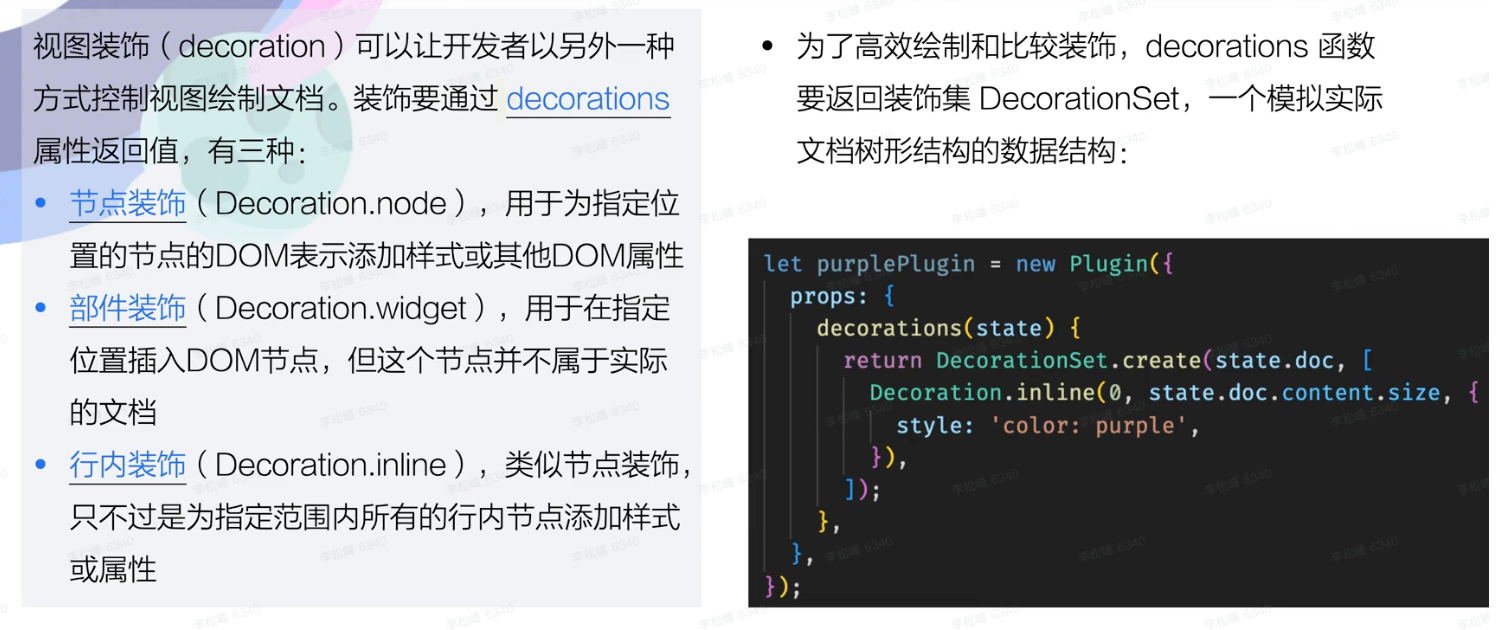 视图装饰（decoration）可以让开发者以另外一种
方式控制视图绘制文档。装饰要通过 decorations
属性返回值，有三种：
• 节点装饰（Decoration.node），用于为指定位
置的节点的DOM表示添加样式或其他DOM属性
• 部件装饰（Decoration.widget），用于在指定
位置插入DOM节点，但这个节点并不属于实际
的文档
• 行内装饰（Decoration.inline），类似节点装饰，
只不过是为指定范围内所有的行内节点添加样式
或属性
• 为了高效绘制和比较装饰，decorations 函数
要返回装饰集 DecorationSet，一个模拟实际
文档树形结构的数据结构：
let purplePlugin = new Plugin({
  props: {
    decorations(state) {
      return DecorationSet.create(state.doc, [
        Decoration.inline(0, state.doc.content.size, {
          style: 'color: purple',
        }),
      ]);
    },
  },
});
李松峰 6340